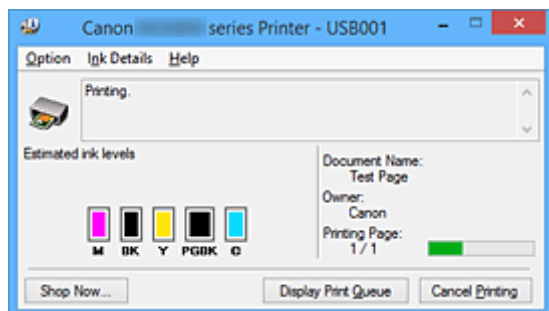 Canon series Printer - USB001
Option Ink Details Help
Printing.
Estimated ink levels
Document Name:
Test Page
Owner:
Canon
Printing Page:
1 / 1
M BK Y PGBK C
Shop Now... Display Print Queue Cancel Printing